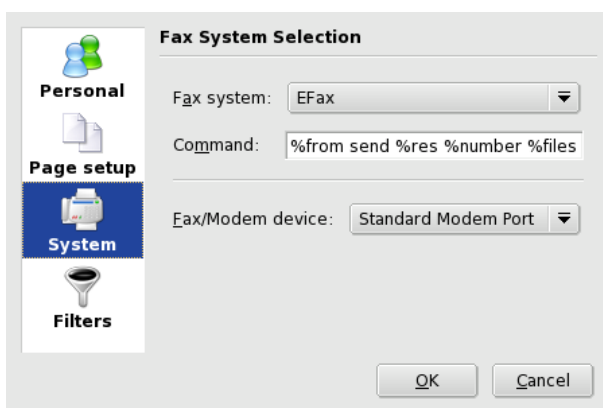 Fax System Selection
Personal
Fax system: EFax
Command: %from send %res %number %files
Page setup
Fax/Modem device: Standard Modem Port
System
Filters
OK Cancel